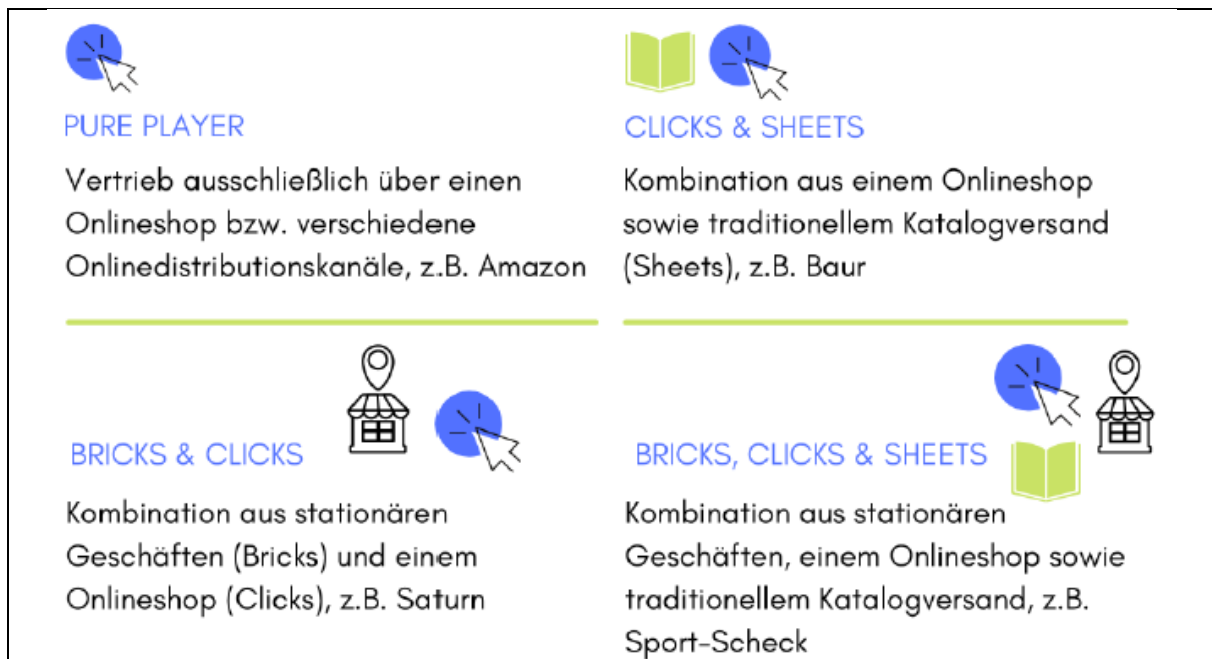 PURE PLAYER
Vertrieb ausschließlich über einen
Onlineshop bzw. verschiedene
Onlinedistributionskanäle, z.B. Amazon
CLICKS & SHEETS
Kombination aus einem Onlineshop
sowie traditionellem Katalogversand
(Sheets), z.B. Baur
BRICKS & CLICKS
Kombination aus stationären
Geschäften (Bricks) und einem
Onlineshop (Clicks), z.B. Saturn
BRICKS, CLICKS & SHEETS
Kombination aus stationären
Geschäften, einem Onlineshop sowie
traditionellem Katalogversand, z.B.
Sport-Scheck